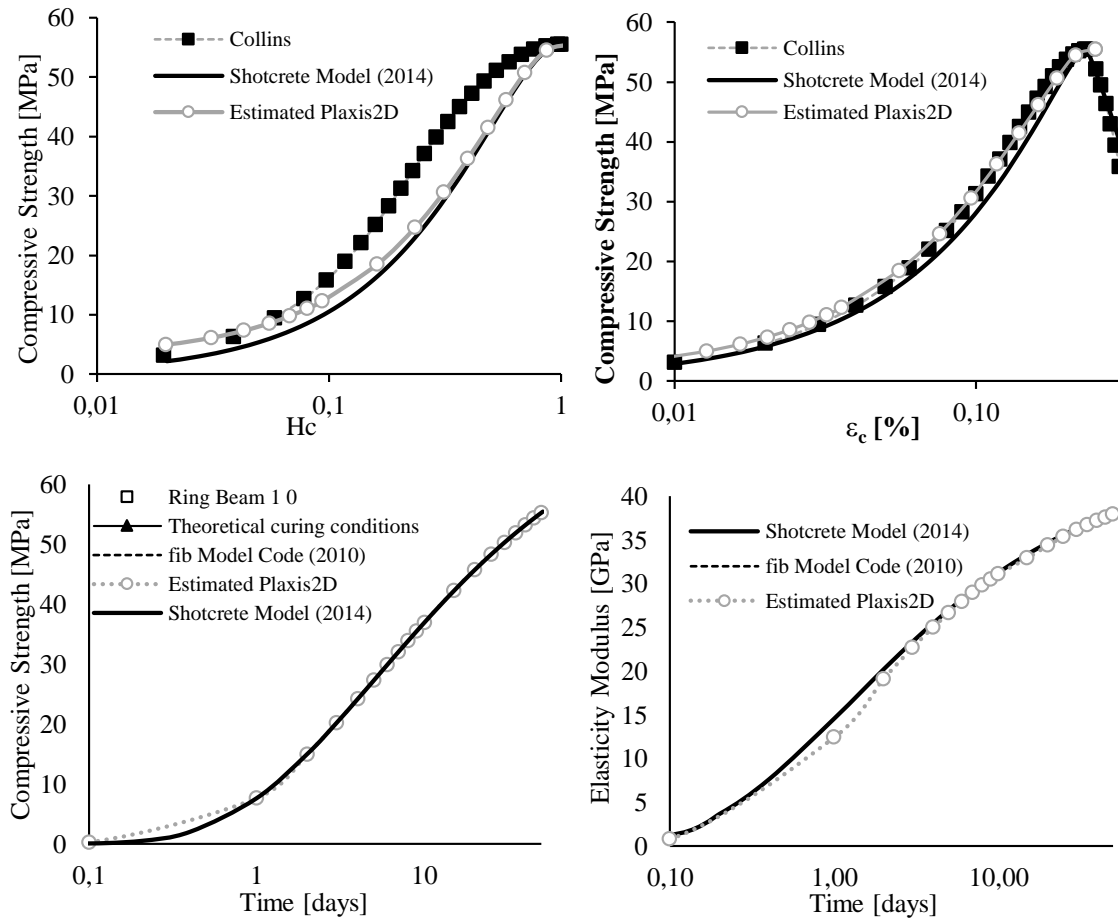 Compressive Strength [MPa]
60
50
40
30
20
10
0
Collins
Shotcrete Model (2014)
Estimated Plaxis2D
0,01
0,1
1
Hc
Compressive Strength [MPa]
60
50
40
30
20
10
0
Collins
Shotcrete Model (2014)
Estimated Plaxis2D
0,01
0,10
εc [%]
Compressive Strength [MPa]
60
50
40
30
20
10
0
Ring Beam 1 0
Theoretical curing conditions
fib Model Code (2010)
Estimated Plaxis2D
Shotcrete Model (2014)
0,1
1
10
Time [days]
Elasticity Modulus [GPa]
40
35
30
25
20
15
10
5
0
Shotcrete Model (2014)
fib Model Code (2010)
Estimated Plaxis2D
0,10
1,00
10,00
Time [days]